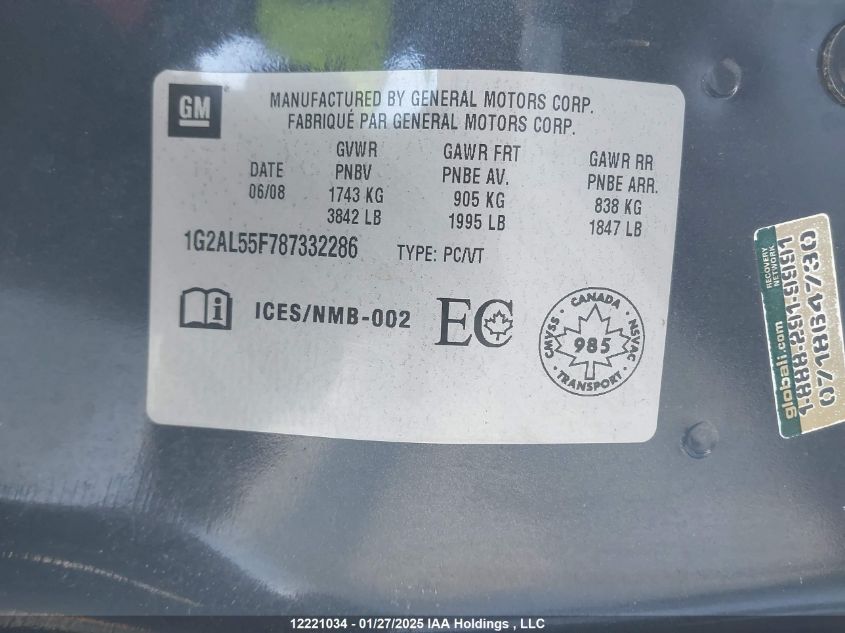 GM
MANUFACTURED BY GENERAL MOTORS CORP.
FABRIQUÉ PAR GENERAL MOTORS CORP.
DATE
06/08
GVWR
PNBV
1743 KG
3842 LB
GAWR FRT
PNBE AV.
905 KG
1995 LB
GAWR RR
PNBE ARR.
838 KG
1847 LB
1G2AL55F787332286 TYPE: PC/VT
i ICES/NMB-002 EC
CANADA
CMVSS 985 NSVAC
TRANSPORT
globali.com
RECOVERY
NETWORK
1-888-291-9991
071864730
12221034 - 01/27/2025 IAA Holdings , LLC